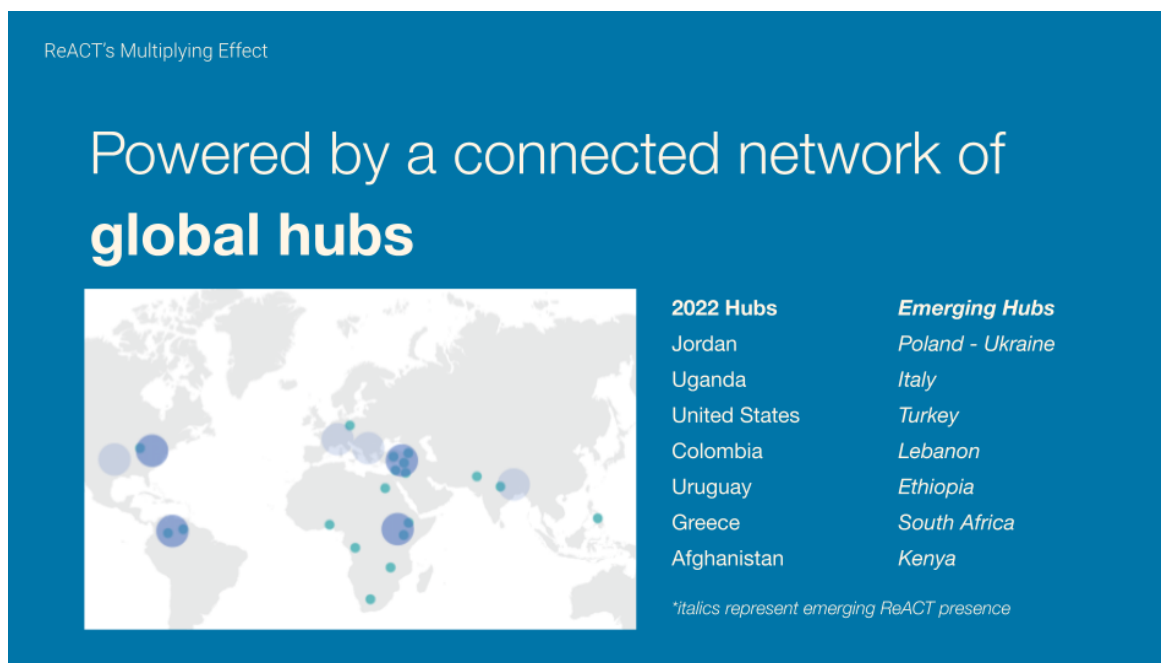 ReACT's Multiplying Effect
Powered by a connected network of
global hubs
2022 Hubs
Jordan
Uganda
United States
Colombia
Uruguay
Greece
Afghanistan
Emerging Hubs
Poland - Ukraine
Italy
Turkey
Lebanon
Ethiopia
South Africa
Kenya
*italics represent emerging ReACT presence